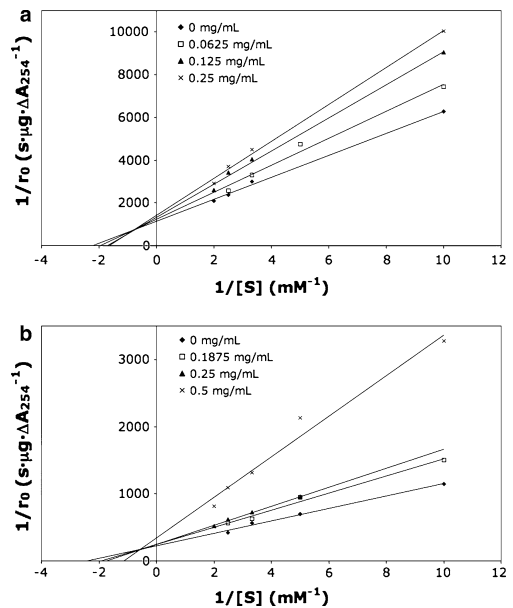 a
10000
8000
6000
4000
2000
0
1/r₀ (s·µg·ΔA₂₅₄⁻¹)
0 mg/mL
0.0625 mg/mL
0.125 mg/mL
0.25 mg/mL
-4 -2 0 2 4 6 8 10 12
1/[S] (mM⁻¹)
b
3000
2000
1000
0
1/r₀ (s·µg·ΔA₂₅₄⁻¹)
0 mg/mL
0.1875 mg/mL
0.25 mg/mL
0.5 mg/mL
-4 -2 0 2 4 6 8 10 12
1/[S] (mM⁻¹)